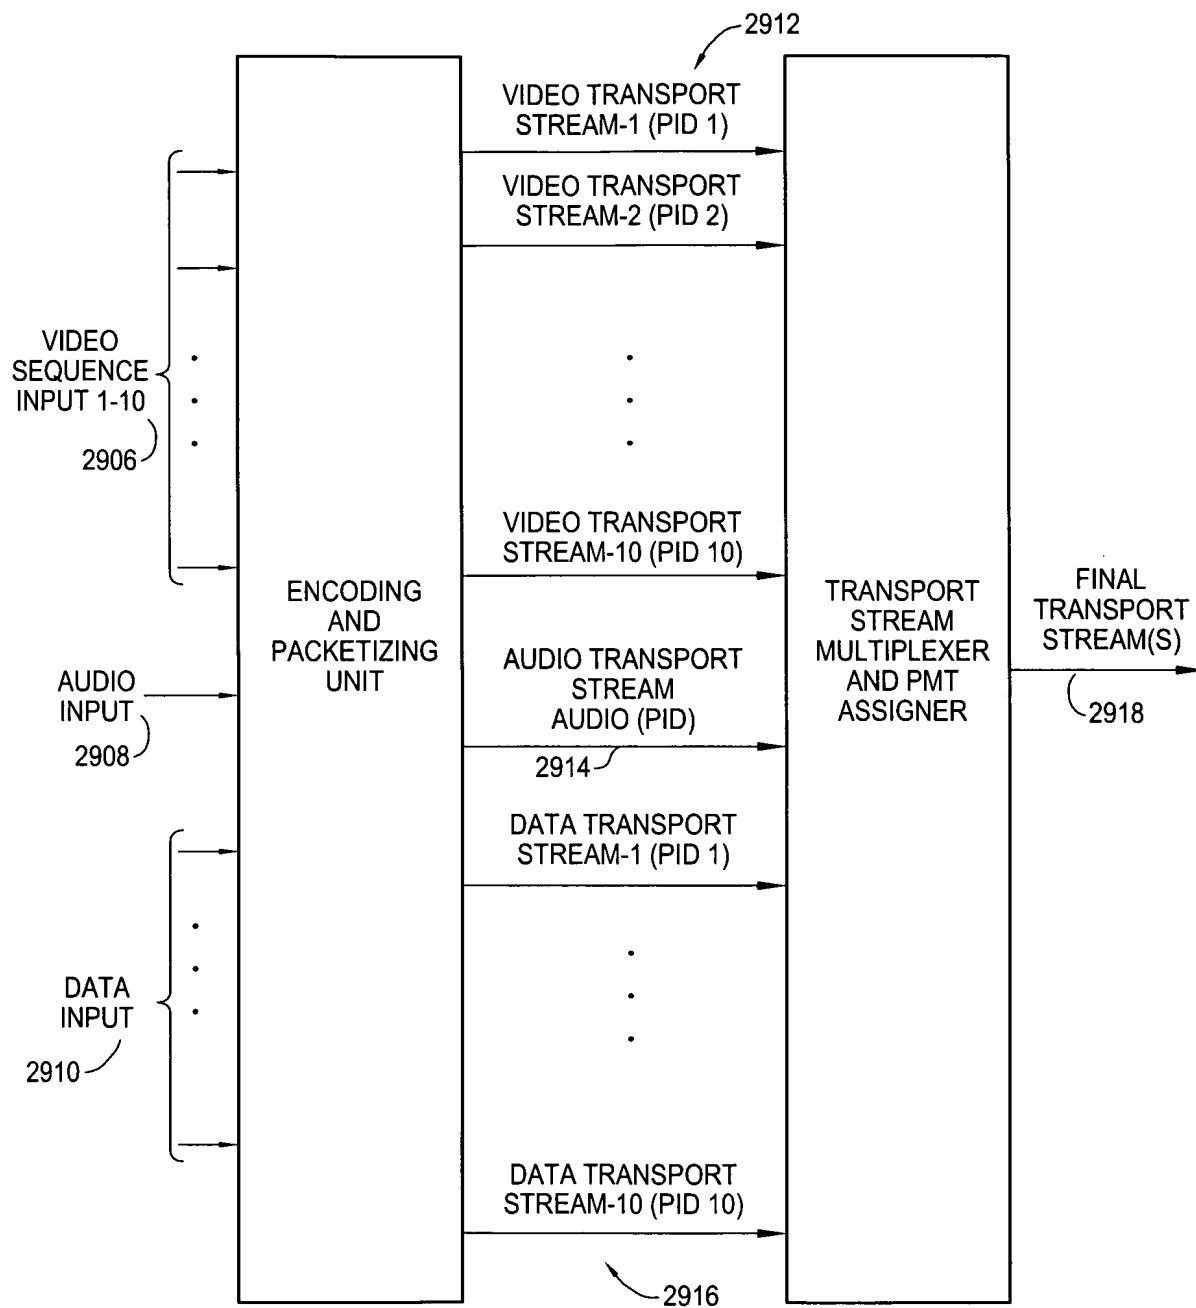 2912
VIDEO TRANSPORT
STREAM-1 (PID 1)
VIDEO TRANSPORT
STREAM-2 (PID 2)
VIDEO
SEQUENCE
INPUT 1-10
2906
VIDEO TRANSPORT
STREAM-10 (PID 10)
ENCODING
AND
PACKETIZING
UNIT
TRANSPORT
STREAM
MULTIPLEXER
AND PMT
ASSIGNER
FINAL
TRANSPORT
STREAM(S)
2918
AUDIO
INPUT
2908
AUDIO TRANSPORT
STREAM
AUDIO (PID)
2914
DATA TRANSPORT
STREAM-1 (PID 1)
DATA
INPUT
2910
DATA TRANSPORT
STREAM-10 (PID 10)
2916